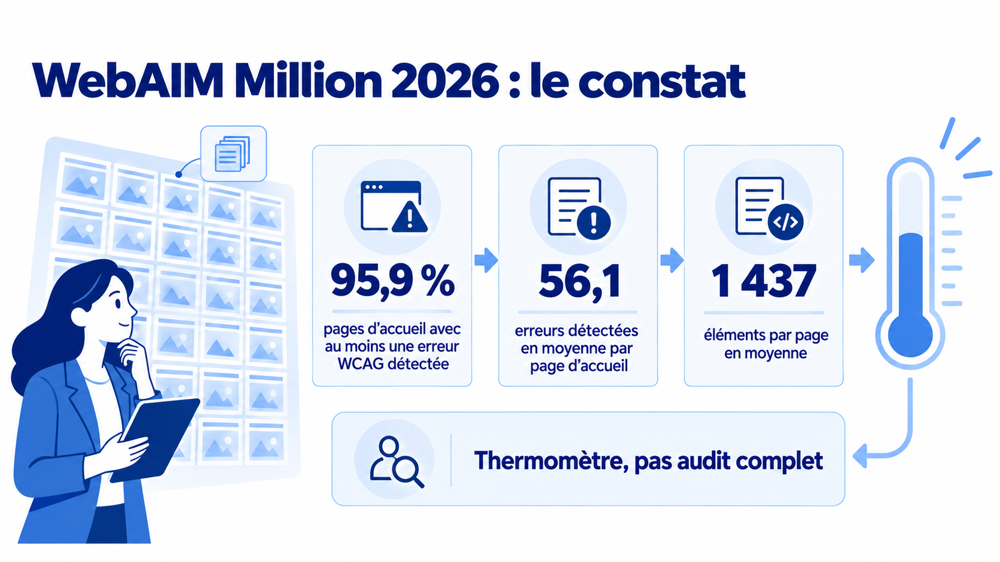 WebAIM Million 2026 : le constat
95,9 %
pages d’accueil avec
au moins une erreur
WCAG détectée
56,1
erreurs détectées
en moyenne par
page d’accueil
1 437
éléments par page
en moyenne
Thermomètre, pas audit complet